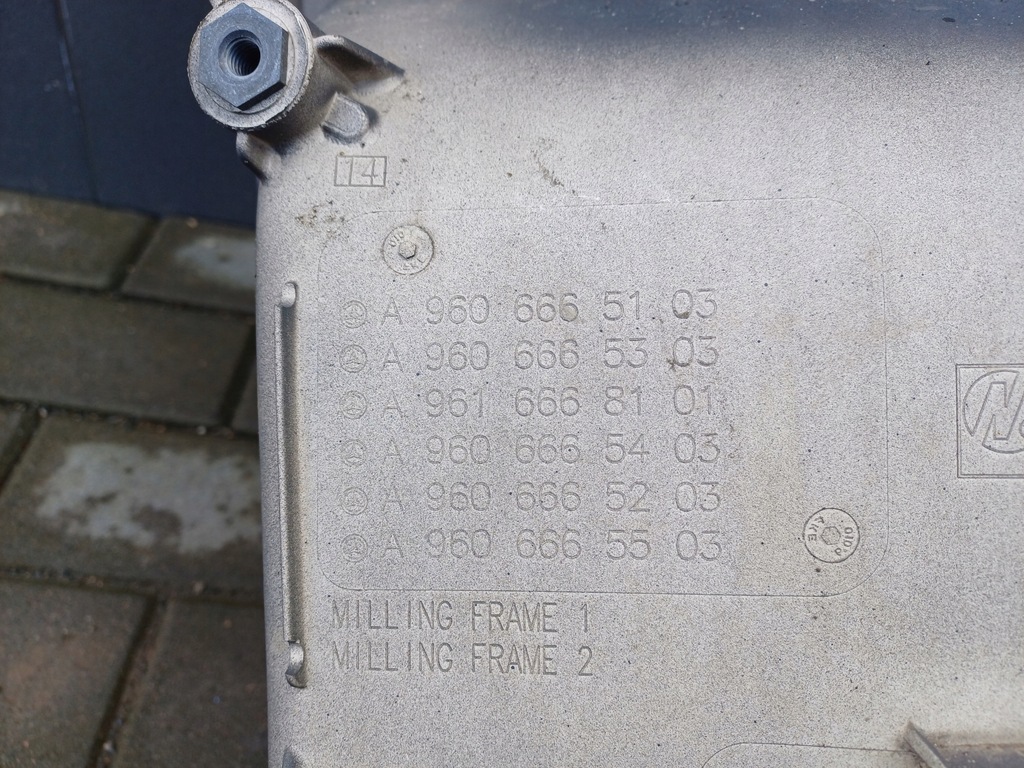 14
A 960 666 51 03
A 960 666 53 03
A 961 666 81 01
A 960 666 54 03
A 960 666 52 03
A 960 666 55 03
MILLING FRAME 1
MILLING FRAME 2